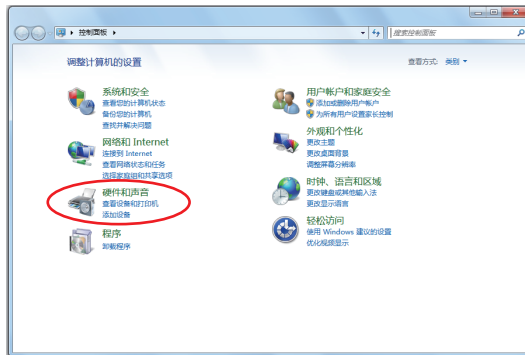 控制面板
搜索控制面板
调整计算机的设置
查看方式: 类别
系统和安全
查看您的计算机状态
备份您的计算机
查找并解决问题
网络和 Internet
连接到 Internet
查看网络状态和任务
选择家庭组和共享选项
硬件和声音
查看设备和打印机
添加设备
程序
卸载程序
用户帐户和家庭安全
添加或删除用户帐户
为所有用户设置家长控制
外观和个性化
更改主题
更改桌面背景
调整屏幕分辨率
时钟、语言和区域
更改键盘或其他输入法
更改显示语言
轻松访问
使用 Windows 建议的设置
优化视频显示